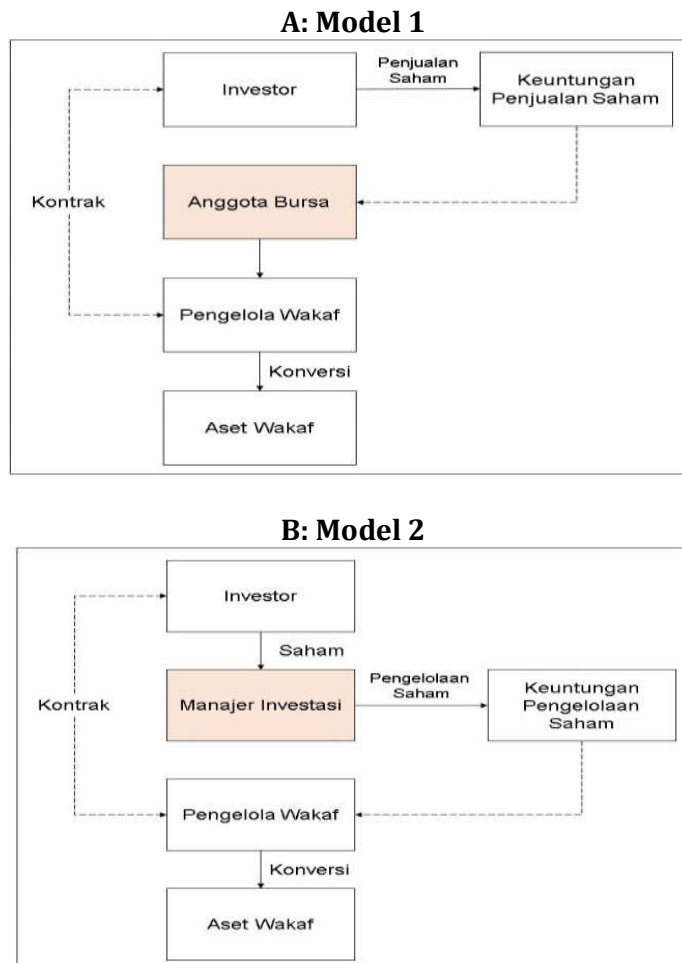 A: Model 1
Investor
Penjualan
Saham
Keuntungan
Penjualan Saham
Kontrak
Anggota Bursa
Pengelola Wakaf
Konversi
Aset Wakaf
B: Model 2
Investor
Saham
Manajer Investasi
Pengelolaan
Saham
Keuntungan
Pengelolaan
Saham
Kontrak
Pengelola Wakaf
Konversi
Aset Wakaf